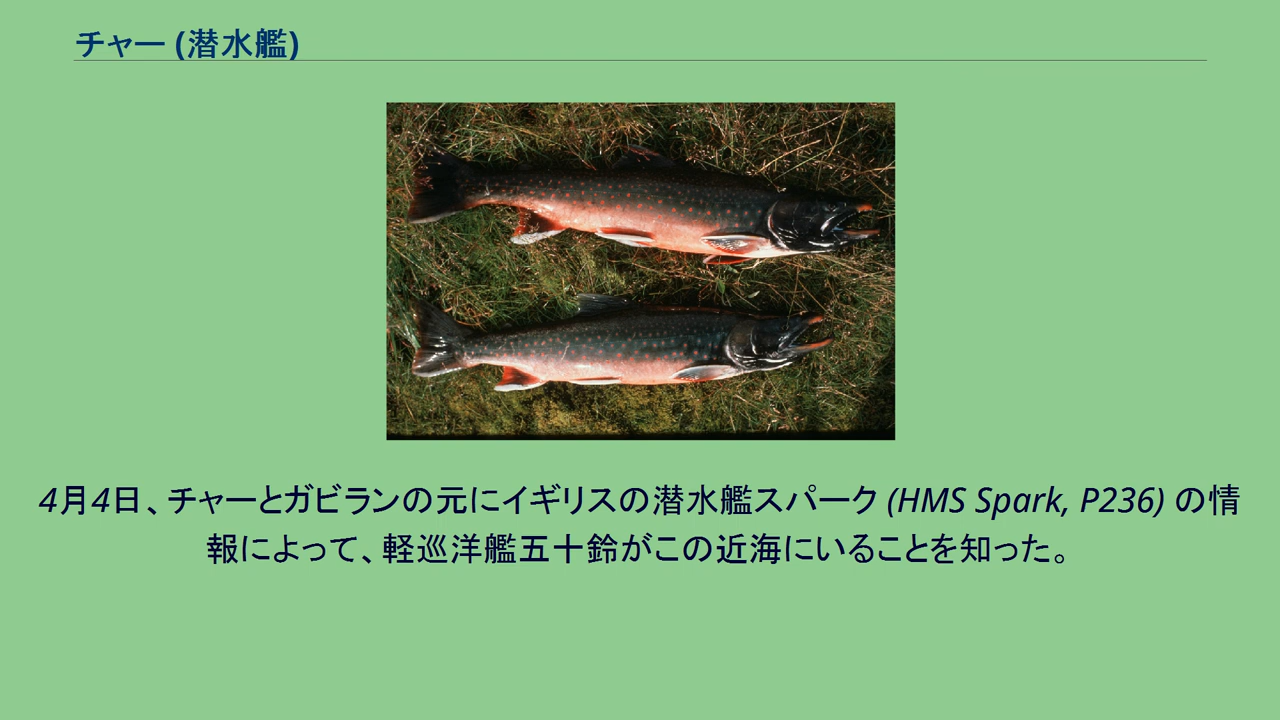 チャー (潜水艦)
4月4日、チャーとガビランの元にイギリスの潜水艦スパーク (HMS Spark, P236) の情
報によって、軽巡洋艦五十鈴がこの近海にいることを知った。